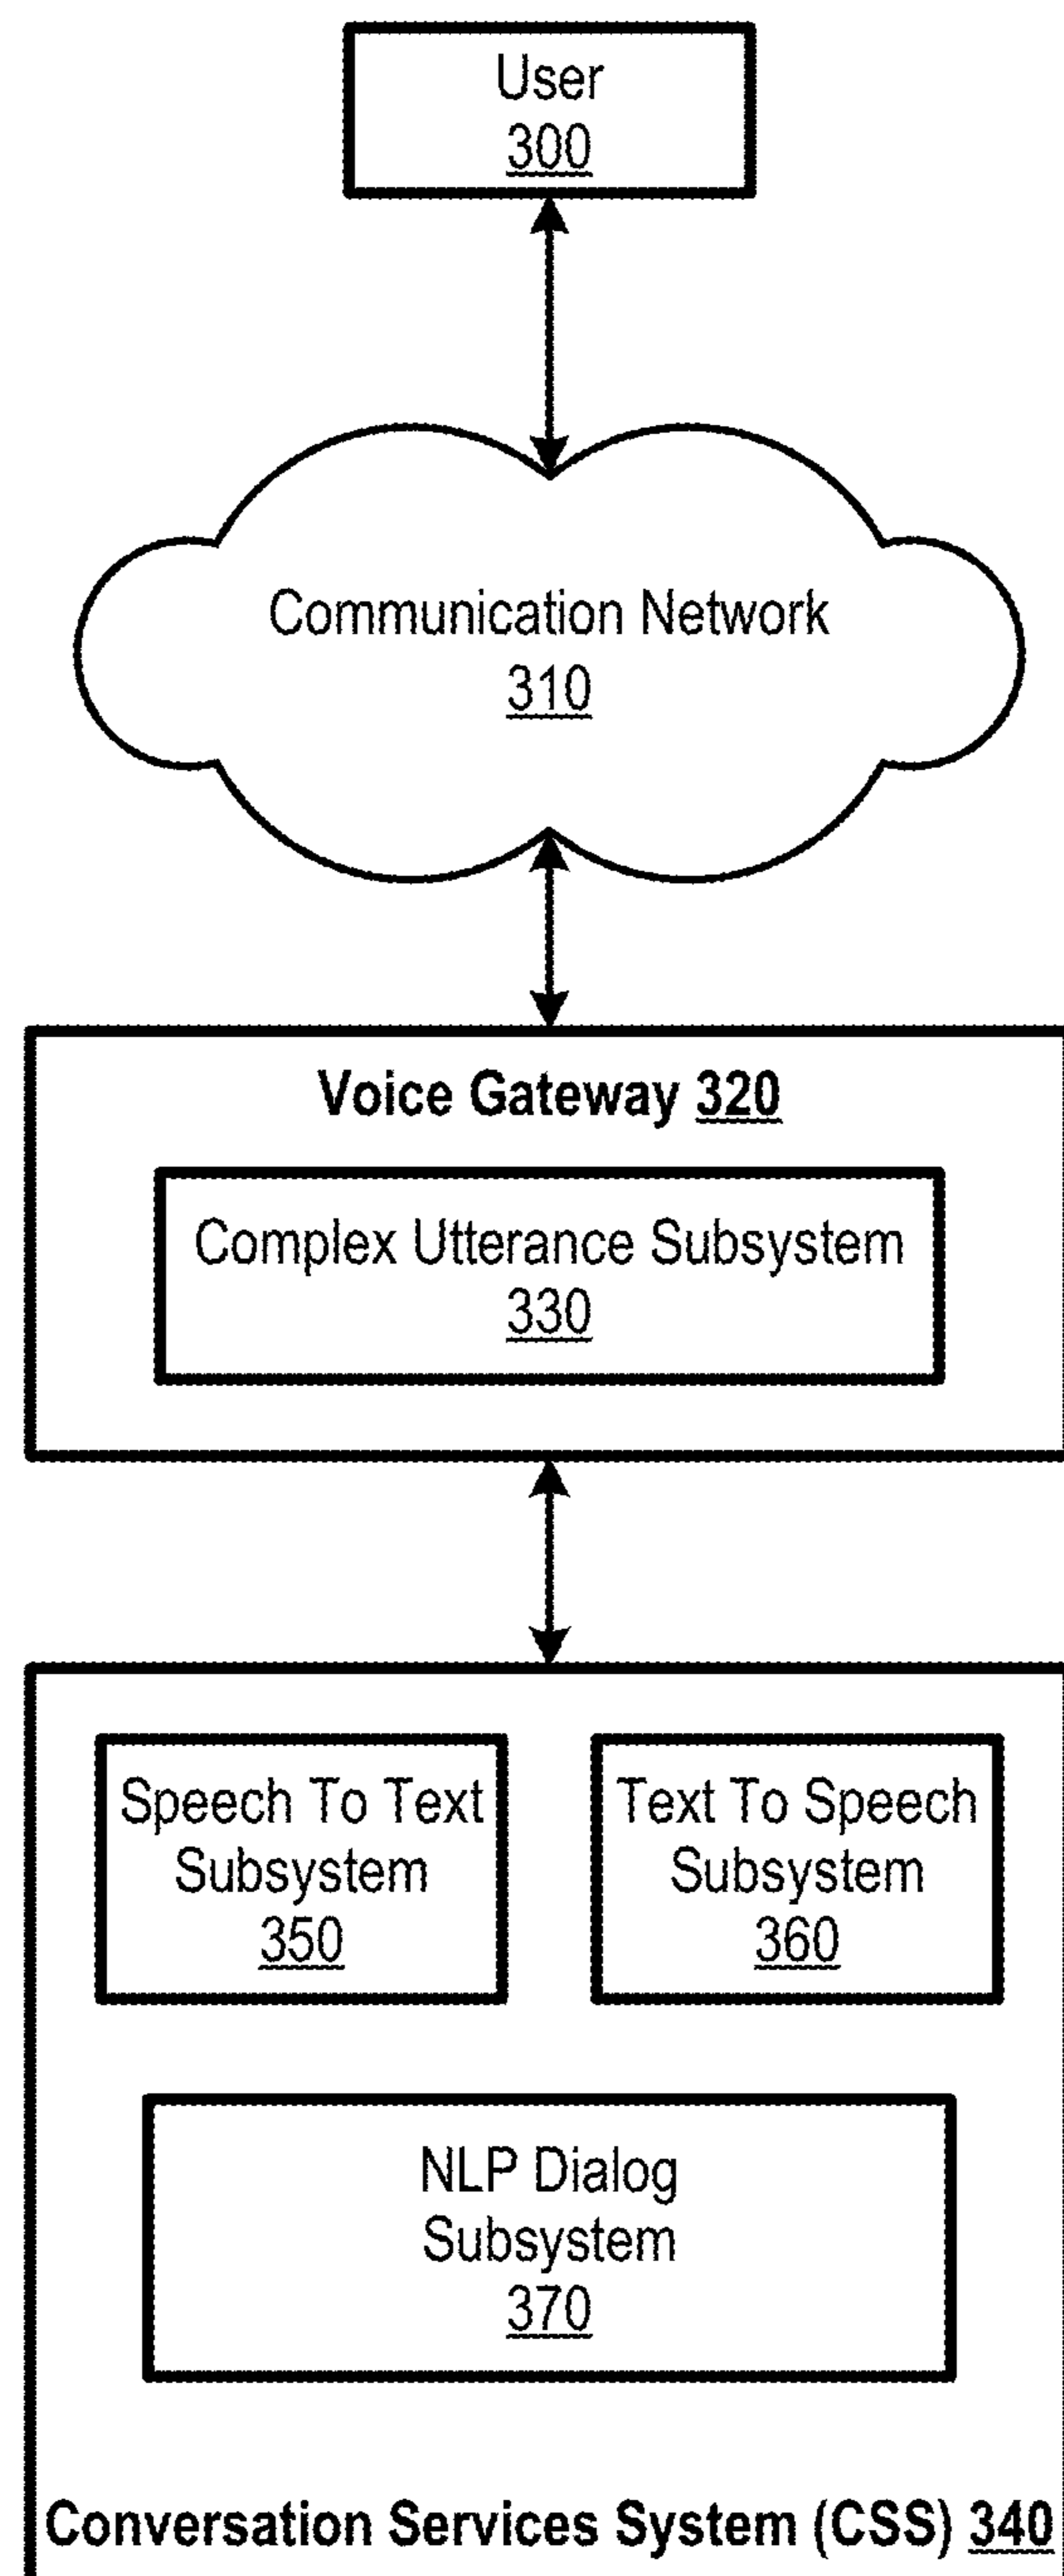 User
300
Communication Network
310
Voice Gateway 320
Complex Utterance Subsystem
330
Speech To Text
Subsystem
350
Text To Speech
Subsystem
360
NLP Dialog
Subsystem
370
Conversation Services System (CSS) 340